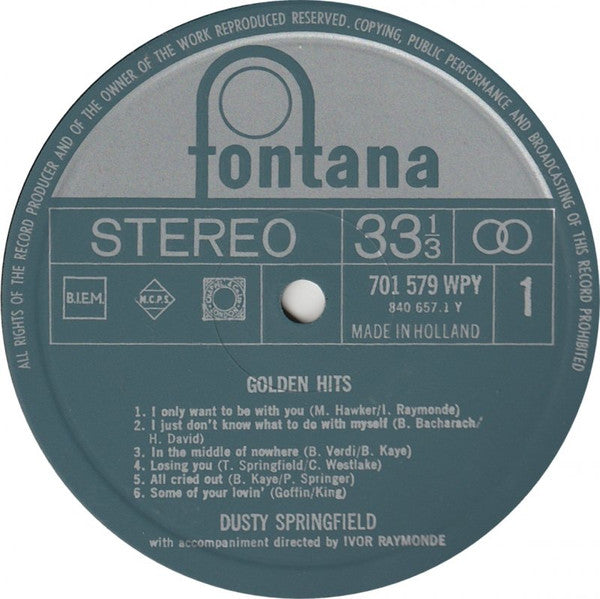 ALL RIGHTS OF THE RECORD PRODUCER AND OF THE OWNER OF THE WORK REPRODUCED RESERVED. COPYING, PUBLIC PERFORMANCE AND BROADCASTING OF THIS RECORD PROHIBITED
fontana
STEREO 33 1/3
B.I.E.M. M.C.P.S. 701 579 WPY 1
840 657.1 Y
MADE IN HOLLAND
GOLDEN HITS
1. I only want to be with you (M. Hawker/I. Raymonde)
2. I just don't know what to do with myself (B. Bacharach/
H. David)
3. In the middle of nowhere (B. Verdi/B. Kaye)
4. Losing you (T. Springfield/C. Westlake)
5. All cried out (B. Kaye/P. Springer)
6. Some of your lovin' (Goffin/King)
DUSTY SPRINGFIELD
with accompaniment directed by IVOR RAYMONDE